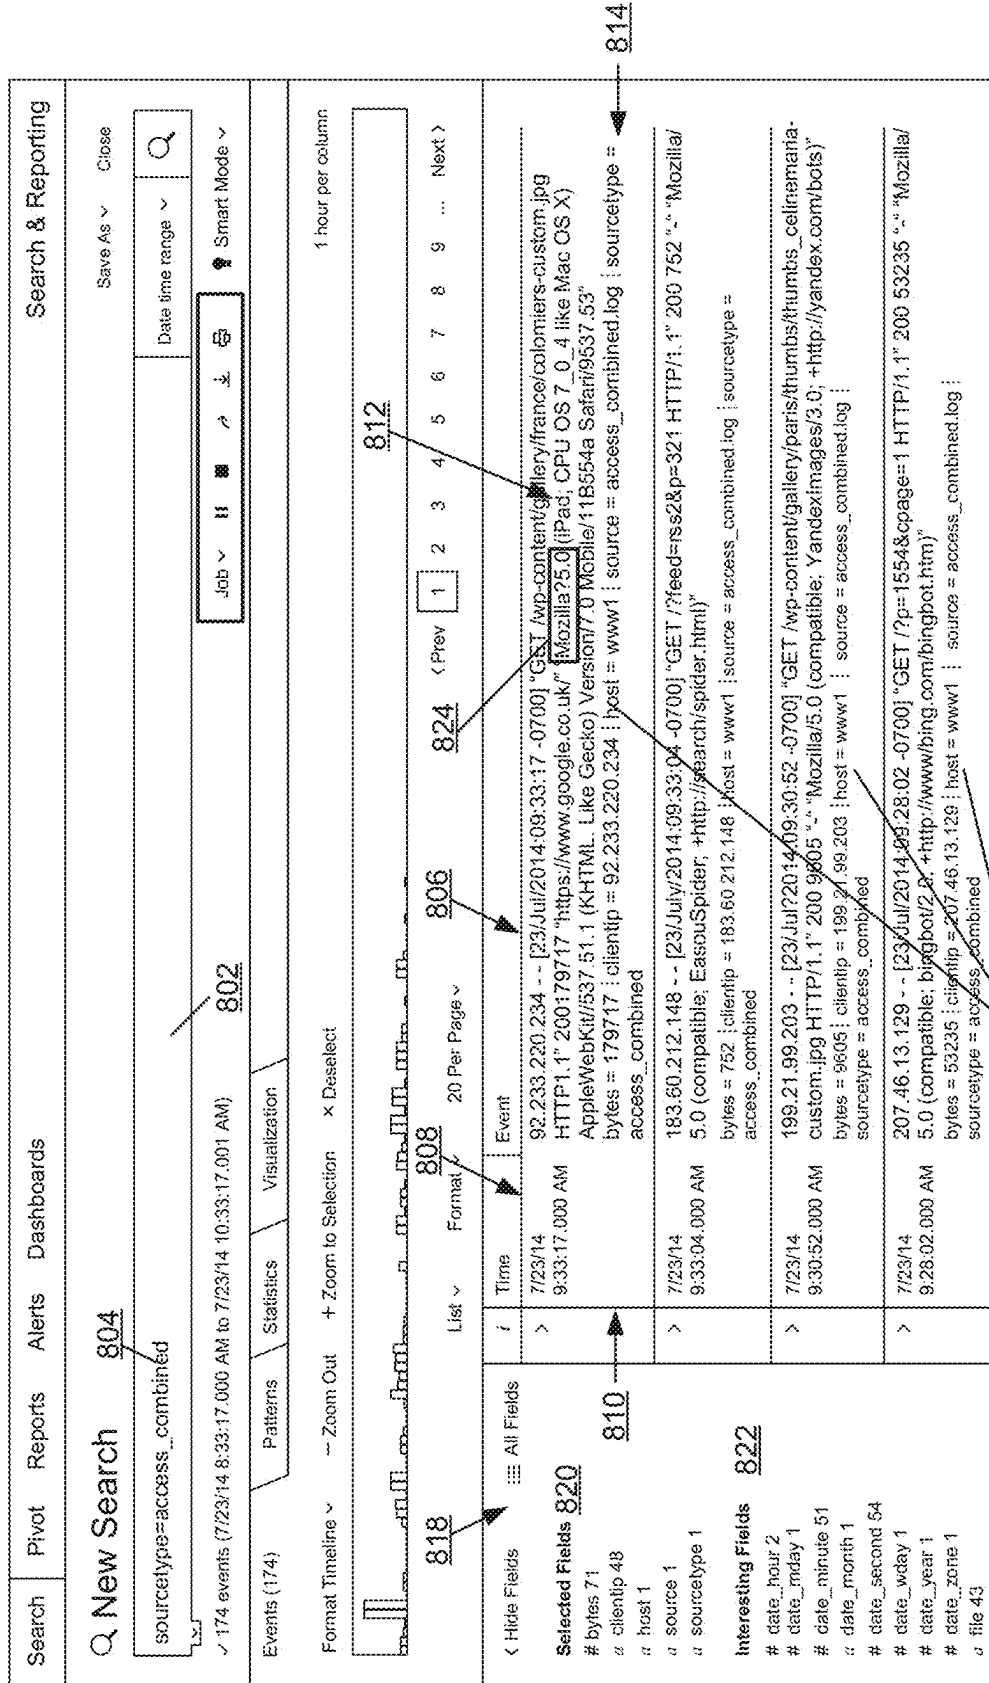 Search Pivot Reports Alerts Dashboards Search & Reporting
New Search 804 Save As Close
sourcetype=access_combined 802 Date time range
✓ 174 events (7/23/14 8:33:17.000 AM to 7/23/14 10:33:17.001 AM) Job Smart Mode
Events (174) Patterns Statistics Visualization
Format Timeline – Zoom Out + Zoom to Selection × Deselect 1 hour per column
808 806 824 812
List Format 20 Per Page < Prev 1 2 3 4 5 6 7 8 9 ... Next >
818
< Hide Fields All Fields
Selected Fields 820
# bytes 71
a clientip 48
a host 1
a source 1
a sourcetype 1
810
Interesting Fields 822
# date_hour 2
# date_mday 1
# date_minute 51
a date_month 1
# date_second 54
# date_wday 1
# date_year 1
# date_zone 1
a file 43
i Time Event
> 7/23/14
9:33:17.000 AM
92.233.220.234 - - [23/Jul/2014:09:33:17 -0700] "GET /wp-content/gallery/france/colomiers-custom.jpg
HTTP1.1" 200179717 "https://www.google.co.uk/" "Mozilla?5.0 (iPad; CPU OS 7_0_4 like Mac OS X)
AppleWebKit//537.51.1 (KHTML. Like Gecko) Version/7.0 Mobile/11B554a Safari/9537.53"
bytes = 179717 | clientip = 92.233.220.234 | host = www1 | source = access_combined.log | sourcetype =
access_combined
814
> 7/23/14
9:33:04.000 AM
183.60.212.148 - - [23/July/2014:09:33:04 -0700] "GET /?feed=rss2&p=321 HTTP/1.1" 200 752 "-" "Mozilla/
5.0 (compatible; EasouSpider; +http://search/spider.html)"
bytes = 752 | clientip = 183.60 212.148 | host = www1 | source = access_combined.log | sourcetype =
access_combined
> 7/23/14
9:30:52.000 AM
199.21.99.203 - - [23/Jul?2014:09:30:52 -0700] "GET /wp-content/gallery/paris/thumbs/thumbs_celinemaria-
custom.jpg HTTP/1.1" 200 9605 "-" "Mozilla/5.0 (compatible; YandexImages/3.0; +http://yandex.com/bots)"
bytes = 9605 | clientip = 199.21.99.203 | host = www1 | source = access_combined.log |
sourcetype = access_combined
> 7/23/14
9:28:02.000 AM
207.46.13.129 - - [23/Jul/2014:09:28:02 -0700] "GET /?p=1554&cpage=1 HTTP/1.1" 200 53235 "-" "Mozilla/
5.0 (compatible; bingbot/2.0; +http://www/bing.com/bingbot.htm)"
bytes = 53235 | clientip = 207.46.13.129 | host = www1 | source = access_combined.log |
sourcetype = access_combined